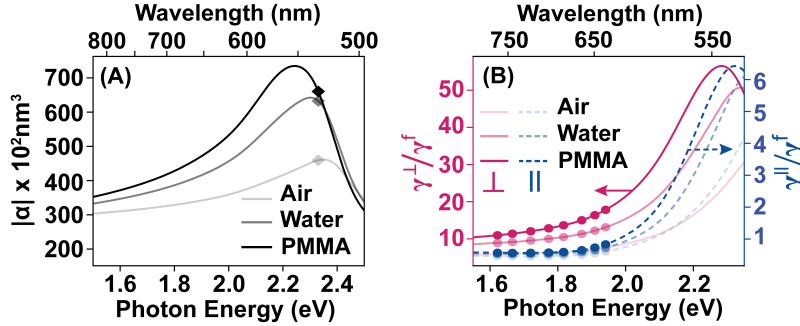 Wavelength (nm)
800 700 600 500
(A)
|α| x 10²nm³
700
600
500
400
300
200
Air
Water
PMMA
1.6 1.8 2.0 2.2 2.4
Photon Energy (eV)
Wavelength (nm)
750 650 550
(B)
γ⊥/γᶠ
50
40
30
20
10
Air
Water
PMMA
⊥ ||
6
5
4
3
2
1
γ||/γᶠ
1.6 1.8 2.0 2.2
Photon Energy (eV)